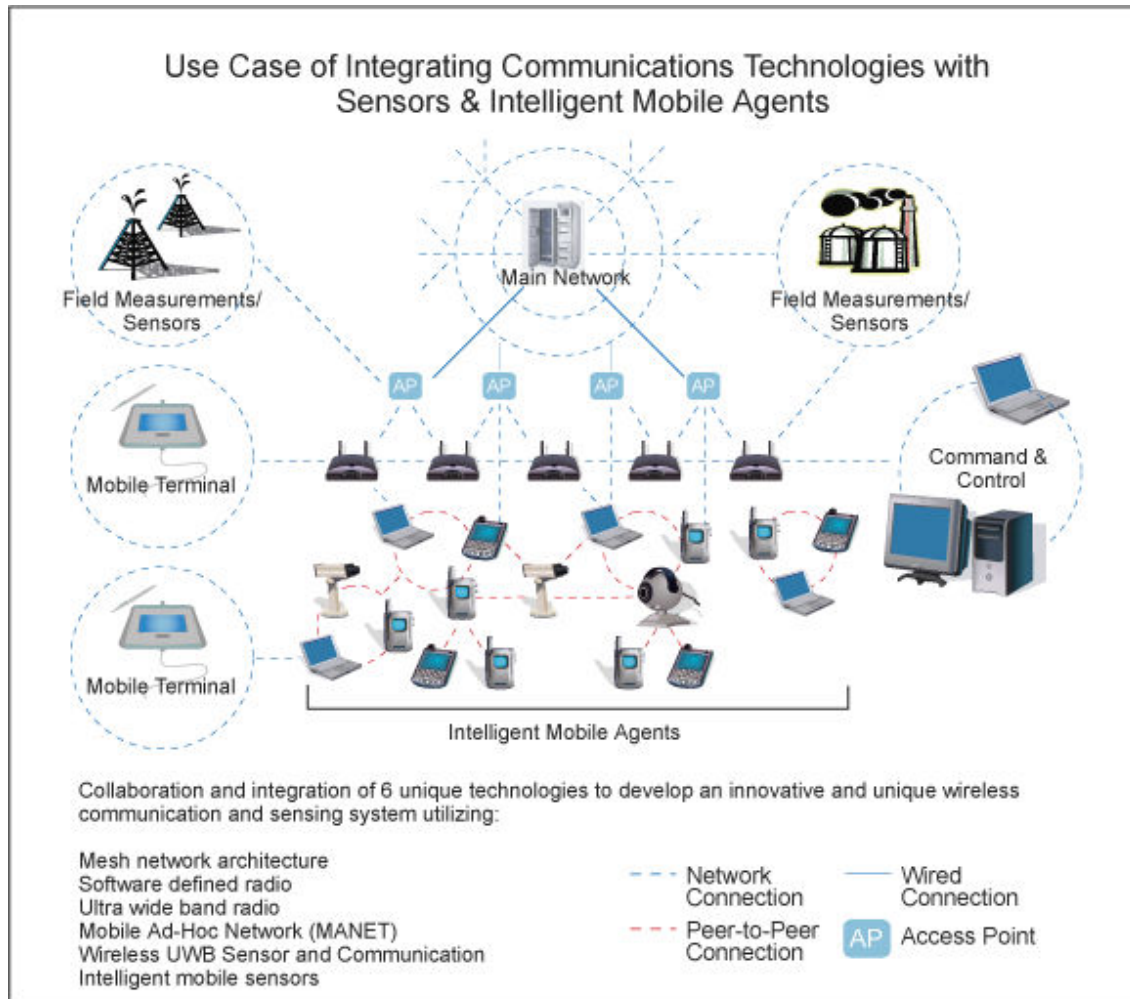 Use Case of Integrating Communications Technologies with
Sensors & Intelligent Mobile Agents
Main Network
Field Measurements/
Sensors
Field Measurements/
Sensors
AP
AP
AP
AP
Mobile Terminal
Command &
Control
Mobile Terminal
Intelligent Mobile Agents
Collaboration and integration of 6 unique technologies to develop an innovative and unique wireless
communication and sensing system utilizing:
Mesh network architecture
Software defined radio
Ultra wide band radio
Mobile Ad-Hoc Network (MANET)
Wireless UWB Sensor and Communication
Intelligent mobile sensors
Network
Connection
Wired
Connection
Peer-to-Peer
Connection
AP
Access Point